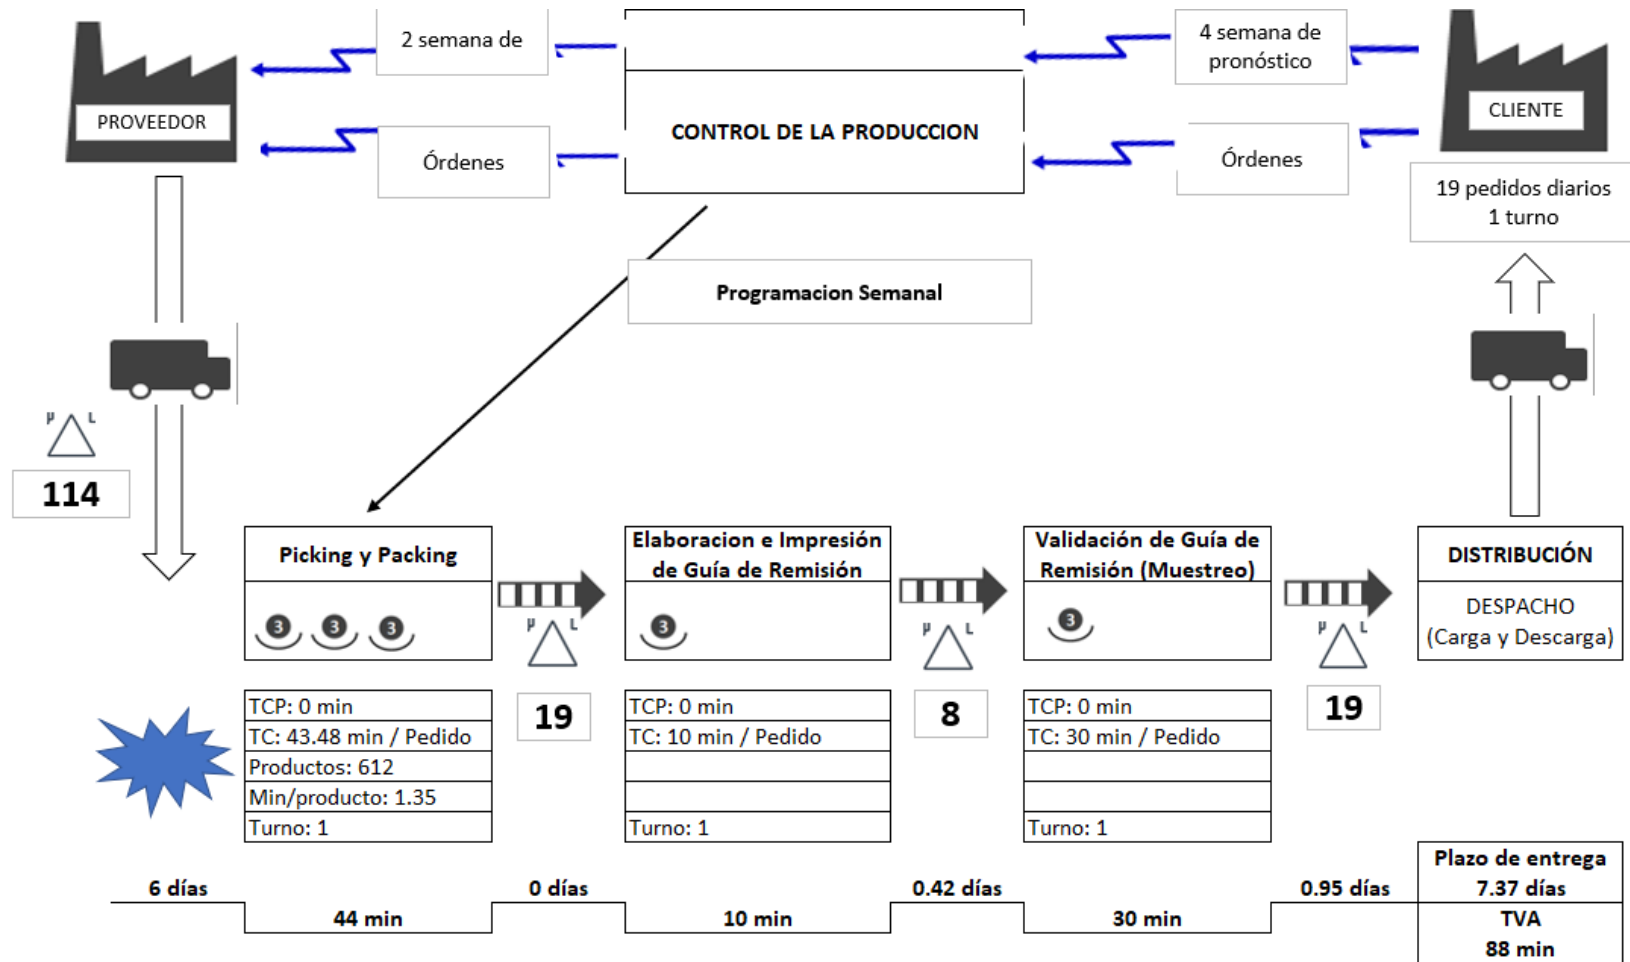 2 semana de
4 semana de
pronóstico
PROVEEDOR
CONTROL DE LA PRODUCCION
CLIENTE
Órdenes
Órdenes
19 pedidos diarios
1 turno
Programacion Semanal
µ L
114
Picking y Packing
Elaboracion e Impresión
de Guía de Remisión
Validación de Guía de
Remisión (Muestreo)
DISTRIBUCIÓN
DESPACHO
(Carga y Descarga)
3 3 3
µ L
3
µ L
3
µ L
19
8
19
TCP: 0 min
TC: 43.48 min / Pedido
Productos: 612
Min/producto: 1.35
Turno: 1
TCP: 0 min
TC: 10 min / Pedido
Turno: 1
TCP: 0 min
TC: 30 min / Pedido
Turno: 1
6 días
0 días
0.42 días
0.95 días
Plazo de entrega
7.37 días
44 min
10 min
30 min
TVA
88 min